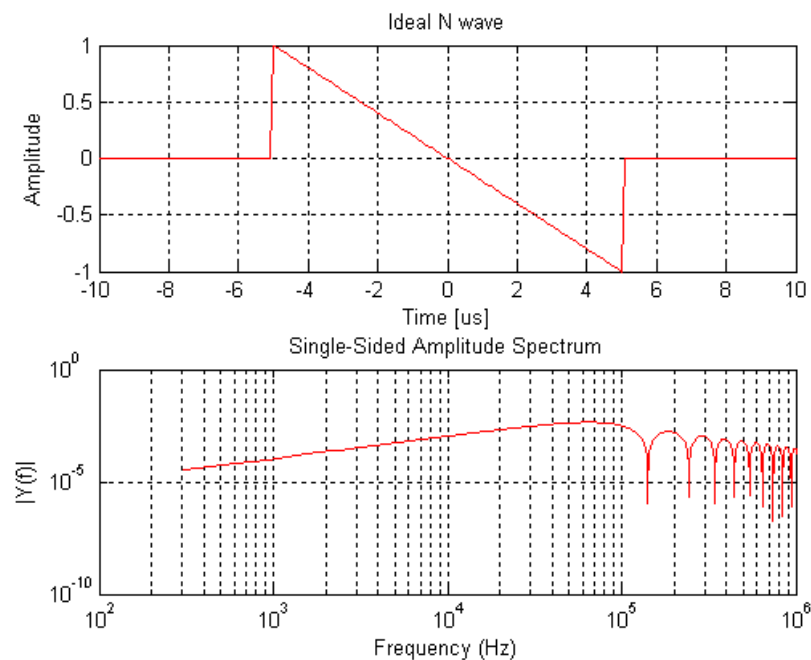 Ideal N wave
1
0.5
0
-0.5
-1
Amplitude
-10 -8 -6 -4 -2 0 2 4 6 8 10
Time [us]
Single-Sided Amplitude Spectrum
10^0
10^-5
10^-10
|Y(f)|
10^2 10^3 10^4 10^5 10^6
Frequency (Hz)